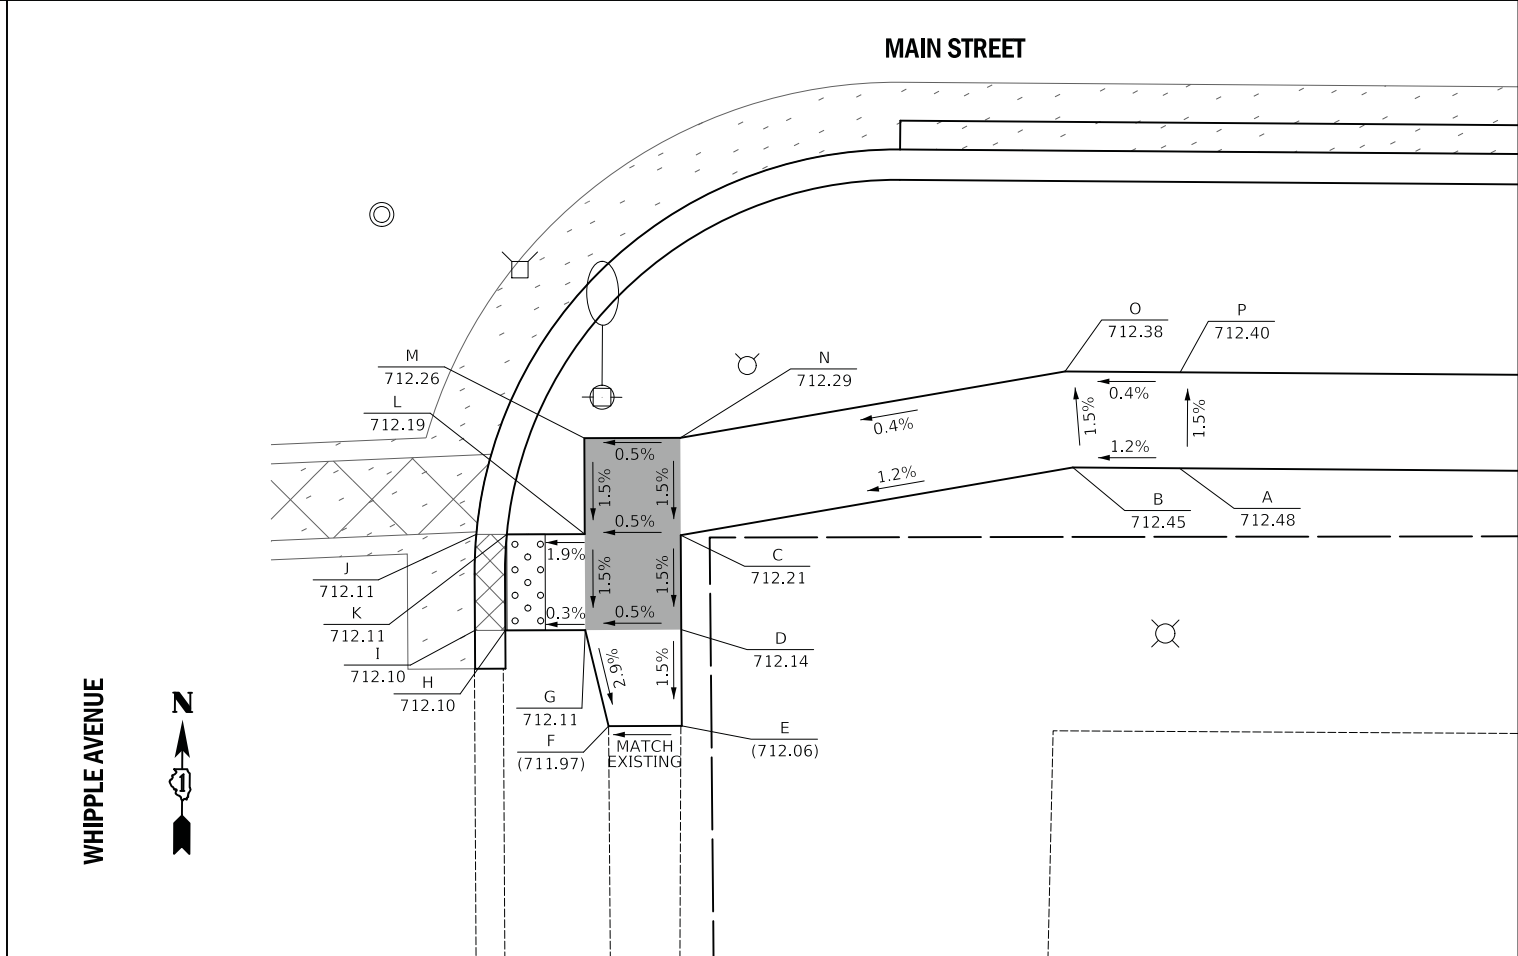 MAIN STREET
O
712.38
P
712.40
M
712.26
N
712.29
L
712.19
0.4%
1.5%
1.5%
0.4%
0.5%
1.2%
1.5%
1.5%
1.2%
B
712.45
A
712.48
0.5%
J
712.11
1.9%
1.5%
1.5%
C
712.21
K
712.11
0.3%
0.5%
I
712.10
D
712.14
H
712.10
2.9%
1.5%
G
712.11
F
(711.97)
E
(712.06)
MATCH
EXISTING
WHIPPLE AVENUE
N
1